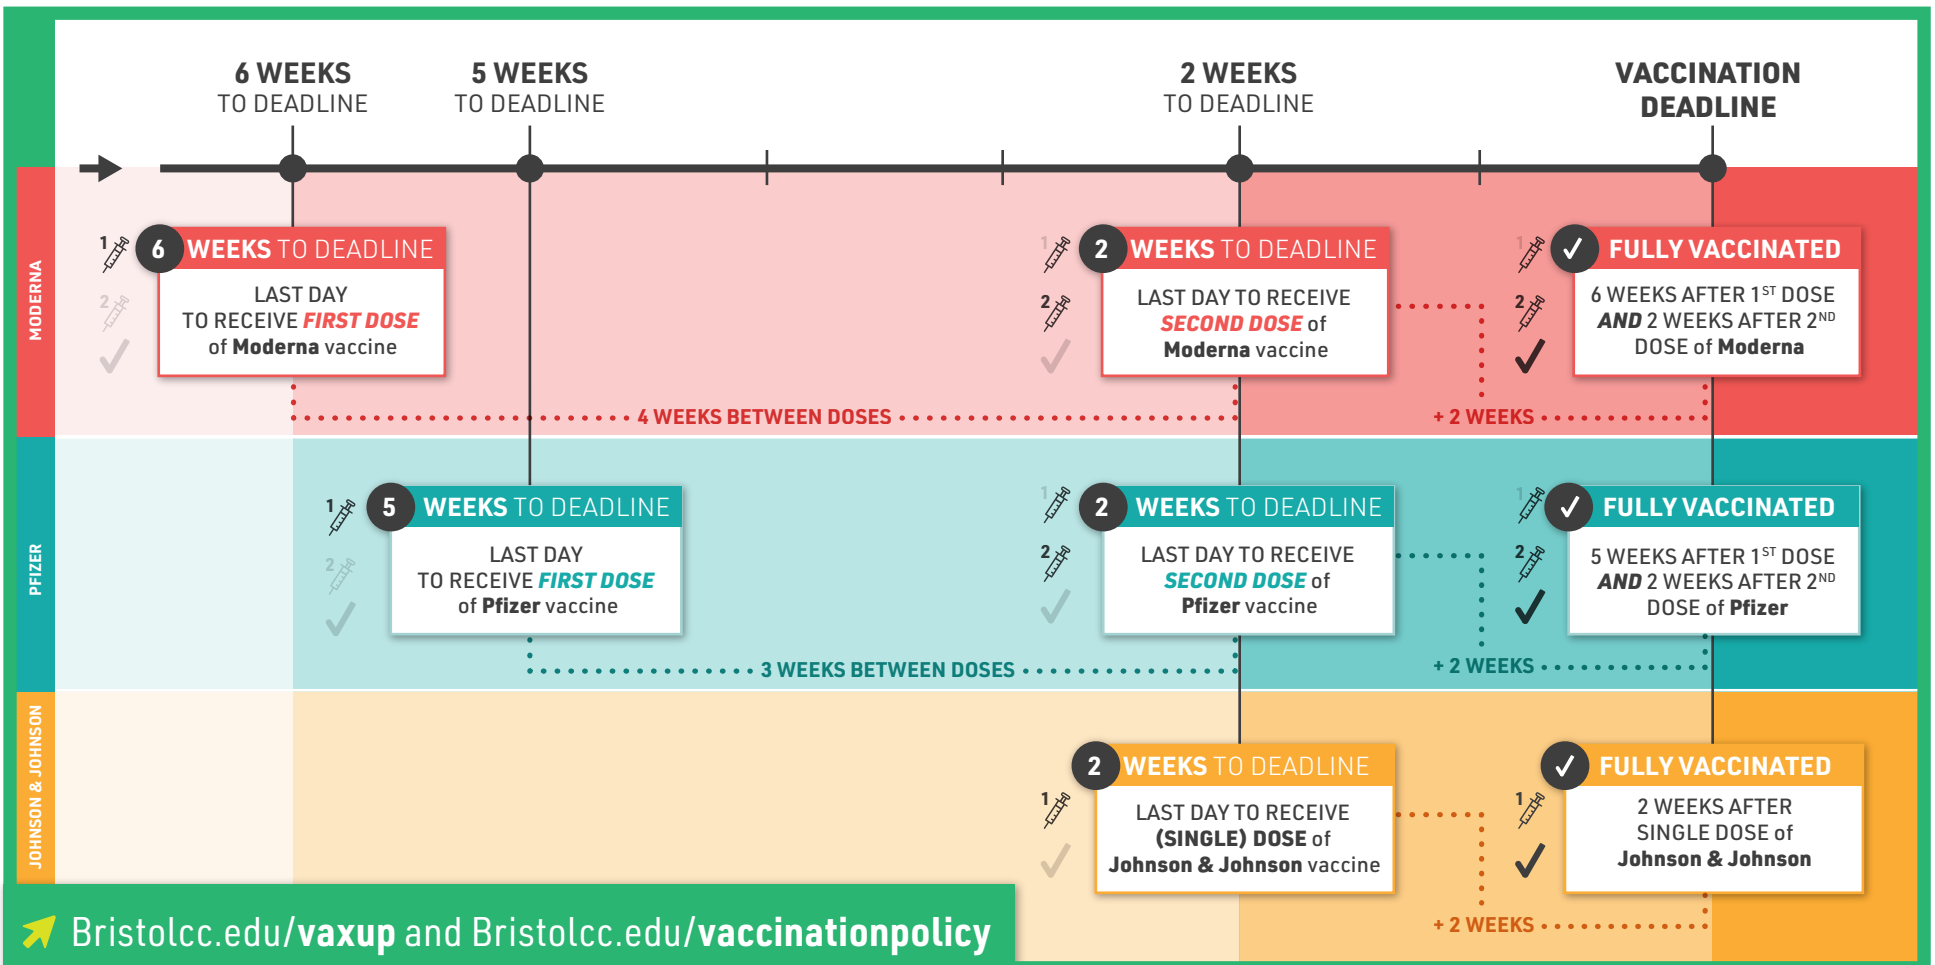 6 WEEKS
TO DEADLINE
5 WEEKS
TO DEADLINE
2 WEEKS
TO DEADLINE
VACCINATION
DEADLINE
MODERNA
1
2
6 WEEKS TO DEADLINE
LAST DAY
TO RECEIVE FIRST DOSE
of Moderna vaccine
1
2
2 WEEKS TO DEADLINE
LAST DAY TO RECEIVE
SECOND DOSE of
Moderna vaccine
1
2
✓ FULLY VACCINATED
6 WEEKS AFTER 1ST DOSE
AND 2 WEEKS AFTER 2ND
DOSE of Moderna
4 WEEKS BETWEEN DOSES
+ 2 WEEKS
PFIZER
1
2
5 WEEKS TO DEADLINE
LAST DAY
TO RECEIVE FIRST DOSE
of Pfizer vaccine
1
2
2 WEEKS TO DEADLINE
LAST DAY TO RECEIVE
SECOND DOSE of
Pfizer vaccine
1
2
✓ FULLY VACCINATED
5 WEEKS AFTER 1ST DOSE
AND 2 WEEKS AFTER 2ND
DOSE of Pfizer
3 WEEKS BETWEEN DOSES
+ 2 WEEKS
JOHNSON & JOHNSON
1
2 WEEKS TO DEADLINE
LAST DAY TO RECEIVE
(SINGLE) DOSE of
Johnson & Johnson vaccine
1
✓ FULLY VACCINATED
2 WEEKS AFTER
SINGLE DOSE of
Johnson & Johnson
+ 2 WEEKS
Bristolcc.edu/vaxup and Bristolcc.edu/vaccinationpolicy